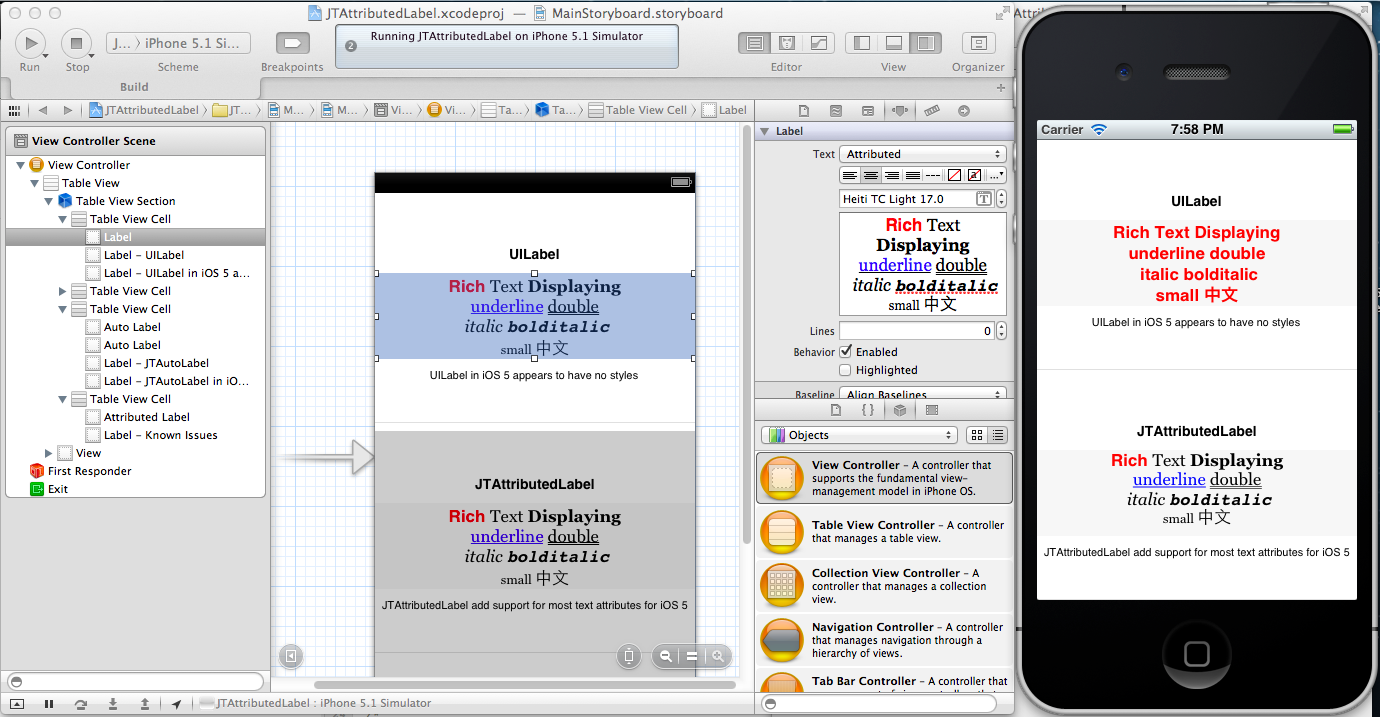 JTAttributedLabel.xcodeproj — MainStoryboard.storyboard
Run
Stop
J... › iPhone 5.1 Si...
Scheme
Breakpoints
2
Running JTAttributedLabel on iPhone 5.1 Simulator
Editor
View
Organizer
Build
JTAttributedLabel
JT...
M...
M...
Vi...
Vi...
Ta...
Ta...
Table View Cell
Label
View Controller Scene
View Controller
Table View
Table View Section
Table View Cell
Label
Label – UILabel
Label – UILabel in iOS 5 a...
Table View Cell
Table View Cell
Auto Label
Auto Label
Label – JTAutoLabel
Label – JTAutoLabel in iO...
Table View Cell
Attributed Label
Label – Known Issues
View
First Responder
Exit
UILabel
Rich Text Displaying
underline double
italic bolditalic
small 中文
UILabel in iOS 5 appears to have no styles
JTAttributedLabel
Rich Text Displaying
underline double
italic bolditalic
small 中文
JTAttributedLabel add support for most text attributes for iOS 5
JTAttributedLabel : iPhone 5.1 Simulator
Label
Text Attributed
Heiti TC Light 17.0
Rich Text
Displaying
underline double
italic bolditalic
small 中文
Lines 0
Behavior Enabled
Highlighted
Baseline Align Baselines
Objects
View Controller – A controller that
supports the fundamental view-
management model in iPhone OS.
Table View Controller – A controller
that manages a table view.
Collection View Controller – A
controller that manages a collection
view.
Navigation Controller – A controller
that manages navigation through a
hierarchy of views.
Tab Bar Controller – A controller that
Carrier 7:58 PM
UILabel
Rich Text Displaying
underline double
italic bolditalic
small 中文
UILabel in iOS 5 appears to have no styles
JTAttributedLabel
Rich Text Displaying
underline double
italic bolditalic
small 中文
JTAttributedLabel add support for most text attributes for iOS 5